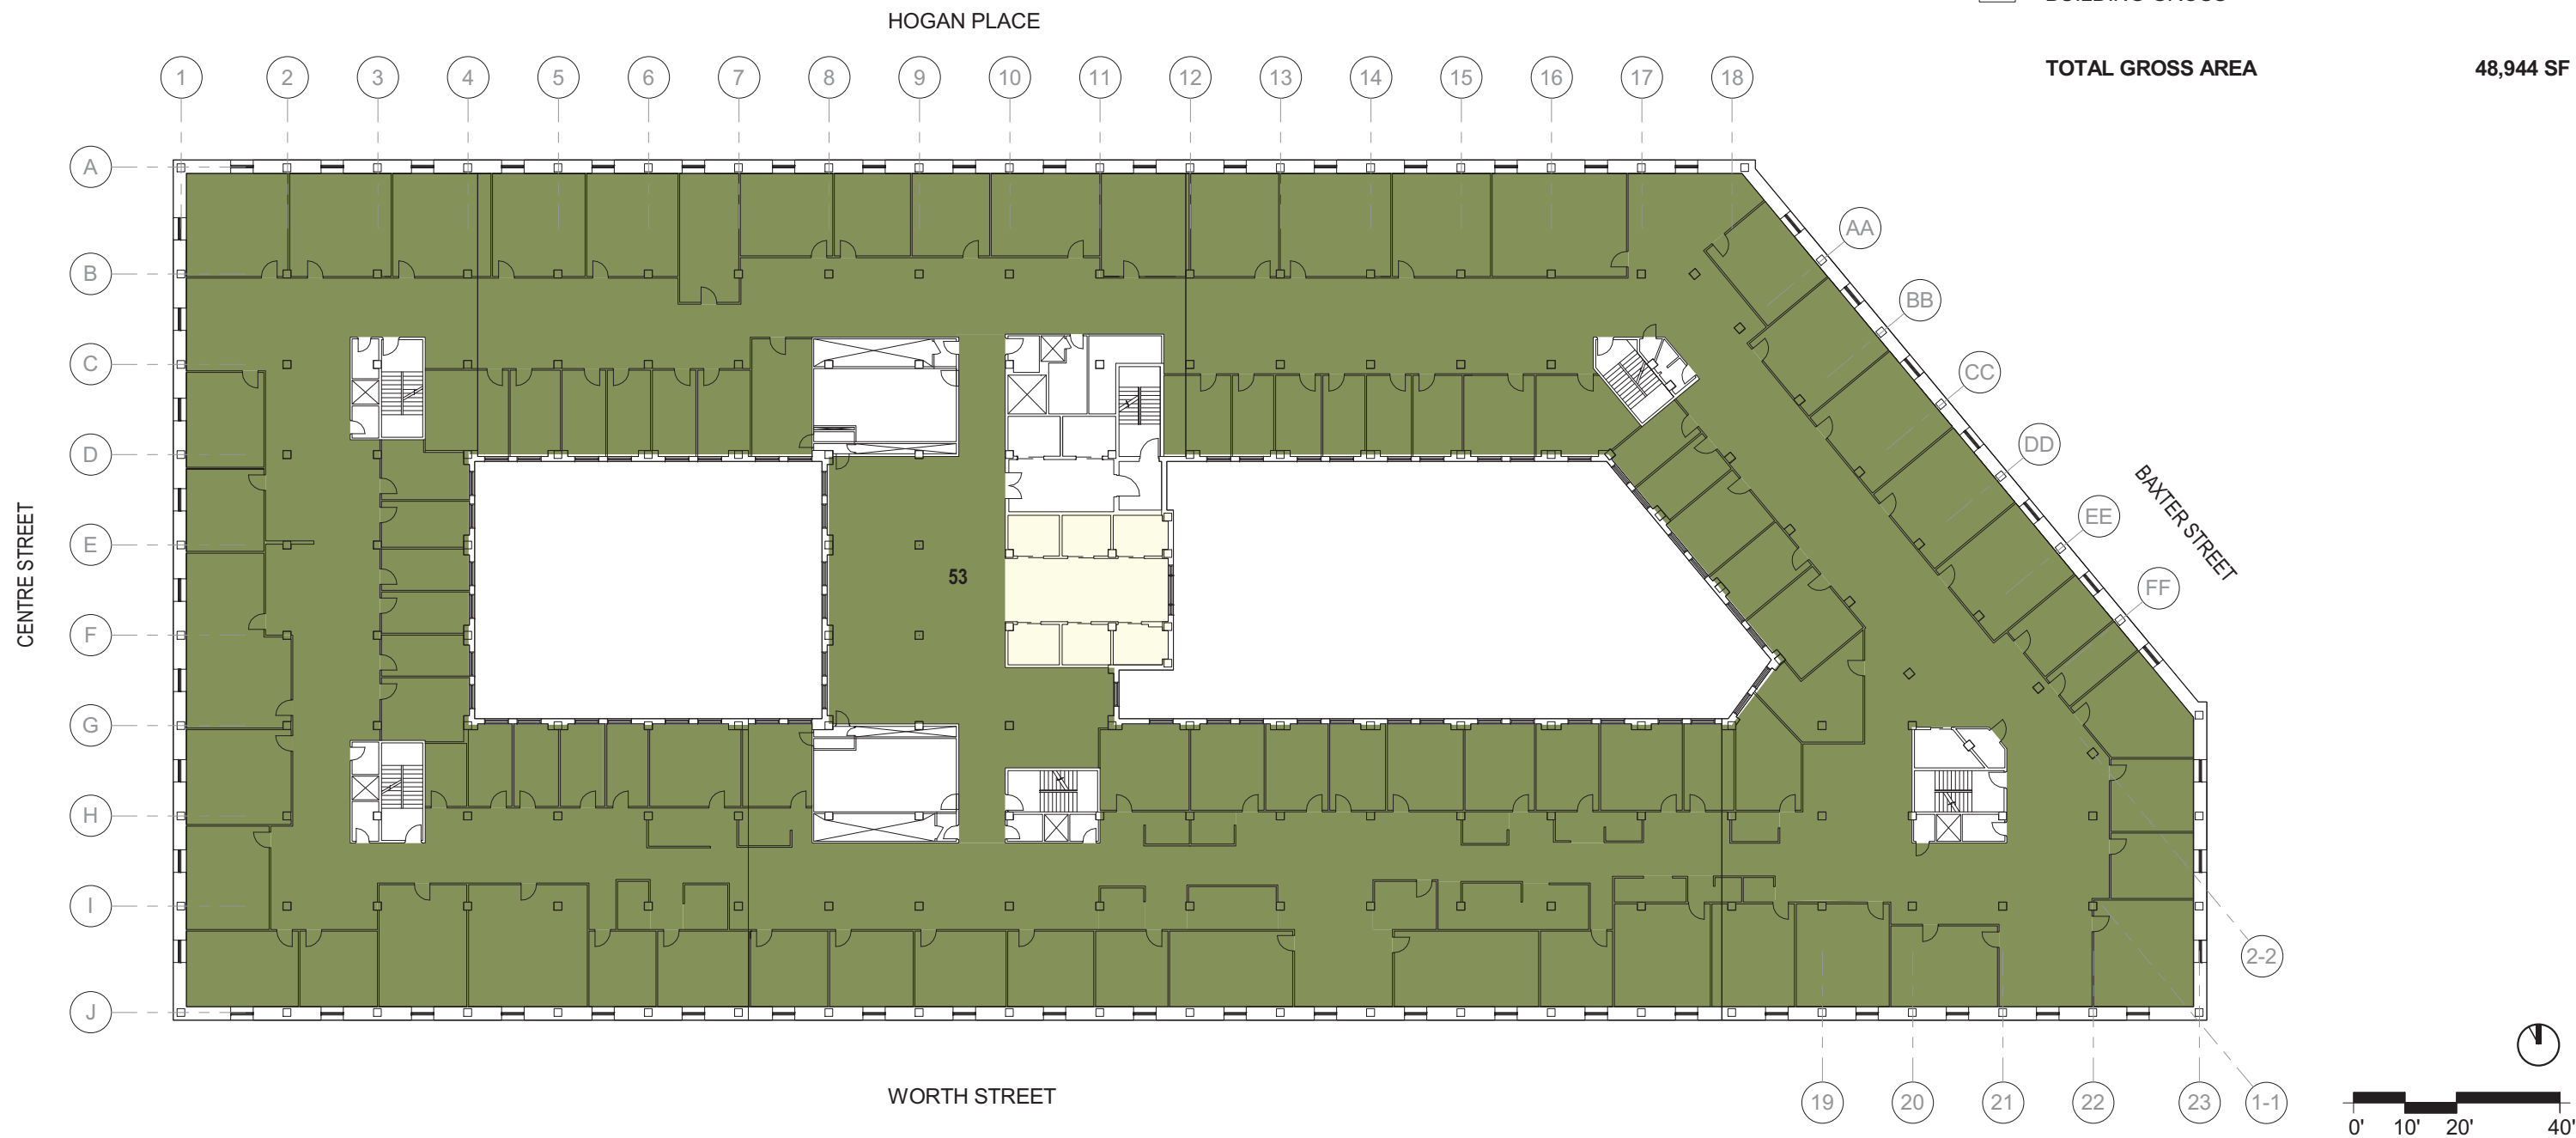 HOGAN PLACE
BUILDING GROSS
TOTAL GROSS AREA 48,944 SF
1 2 3 4 5 6 7 8 9 10 11 12 13 14 15 16 17 18
A
B
C
D
E
F
G
H
I
J
AA
BB
CC
DD
EE
FF
CENTRE STREET
BAXTER STREET
53
2-2
WORTH STREET
19 20 21 22 23 1-1
0' 10' 20' 40'